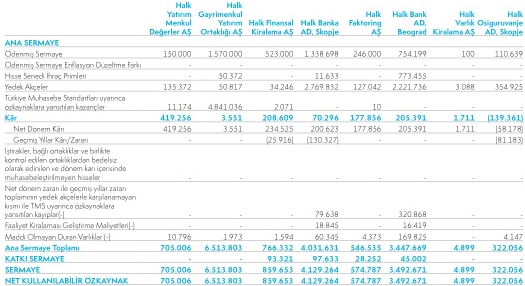 Halk Yatırım Menkul Değerler AŞ | Halk Gayrimenkul Yatırım Ortaklığı AŞ | Halk Finansal Kiralama AŞ | Halk Banka AD, Skopje | Halk Faktoring AŞ | Halk Bank AD, Beograd | Halk Varlık Kiralama AŞ | Halk Osiguruvanje AD, Skopje
ANA SERMAYE
Ödenmiş Sermaye 150.000 1.570.000 523.000 1.338.698 246.000 754.199 100 110.639
Ödenmiş Sermaye Enflasyon Düzeltme Farkı - - - - - - - -
Hisse Senedi İhraç Primleri - 50.372 - 11.633 - 773.455 - -
Yedek Akçeler 135.372 50.817 34.246 2.769.832 127.042 2.221.736 3.088 354.925
Türkiye Muhasebe Standartları uyarınca
özkaynaklara yansıtılan kazançlar 11.174 4.841.036 2.071 - 10 - - -
Kâr 419.256 3.551 208.609 70.296 177.856 205.391 1.711 (139.361)
Net Dönem Kârı 419.256 3.551 234.525 200.623 177.856 205.391 1.711 (58.178)
Geçmiş Yıllar Kârı/Zararı - - (25.916) (130.327) - - - (81.183)
İştirakler, bağlı ortaklıklar ve birlikte
kontrol edilen ortaklıklardan bedelsiz
olarak edinilen ve dönem karı içerisinde
muhasebeleştirilmeyen hisseler - - - - - - - -
Net dönem zararı ile geçmiş yıllar zararı
toplamının yedek akçelerle karşılanamayan
kısmı ile TMS uyarınca özkaynaklara
yansıtılan kayıplar(-) - - - 79.638 - 320.868 - -
Faaliyet Kiralaması Geliştirme Maliyetleri(-) - - - 18.845 - 16.419 - -
Maddi Olmayan Duran Varlıklar (-) 10.796 1.973 1.594 60.345 4.373 169.825 - 4.147
Ana Sermaye Toplamı 705.006 6.513.803 766.332 4.031.631 546.535 3.447.669 4.899 322.056
KATKI SERMAYE - - 93.321 97.633 28.252 45.002 - -
SERMAYE 705.006 6.513.803 859.653 4.129.264 574.787 3.492.671 4.899 322.056
NET KULLANILABİLİR ÖZKAYNAK 705.006 6.513.803 859.653 4.129.264 574.787 3.492.671 4.899 322.056